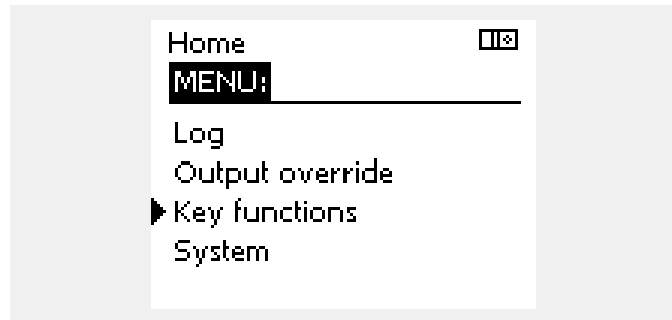 Home
MENU:
Log
Output override
Key functions
System